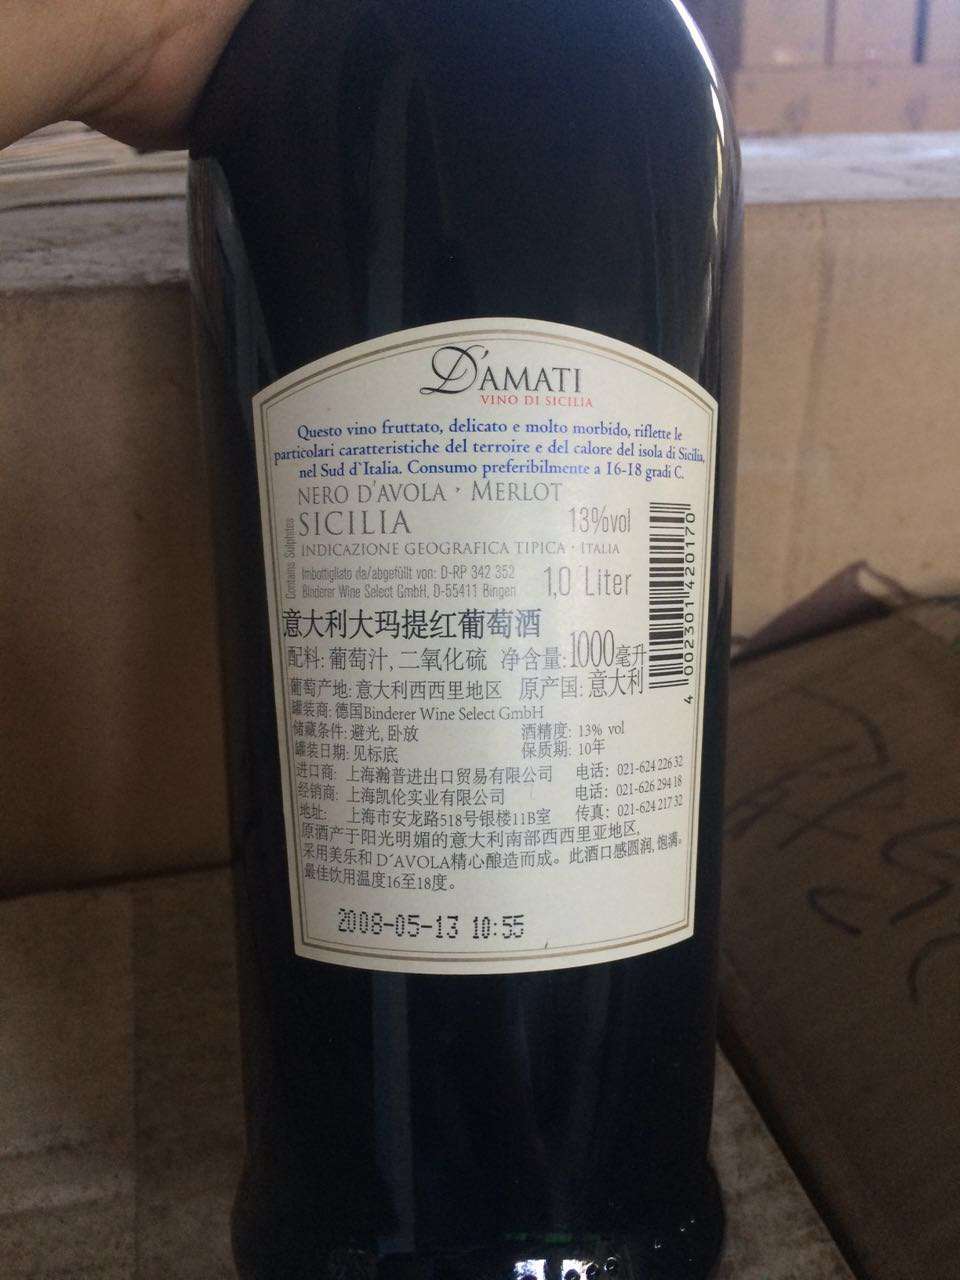 D'AMATI
VINO DI SICILIA
Questo vino fruttato, delicato e molto morbido, riflette le
particolari caratteristiche del terroire e del calore del isola di Sicilia,
nel Sud d`Italia. Consumo preferibilmente a 16-18 gradi C.
NERO D'AVOLA · MERLOT
SICILIA 13%vol
INDICAZIONE GEOGRAFICA TIPICA · ITALIA
Contains Sulphites
Imbottigliato da/abgefüllt von: D-RP 342 352
Binderer Wine Select GmbH, D-55411 Bingen
1,0 Liter
4 002301 420170
意大利大玛提红葡萄酒
配料: 葡萄汁, 二氧化硫 净含量:1000毫升
葡萄产地: 意大利西西里地区 原产国: 意大利
罐装商: 德国Binderer Wine Select GmbH
储藏条件: 避光, 卧放 酒精度: 13% vol
罐装日期: 见标底 保质期: 10年
进口商: 上海瀚普进出口贸易有限公司 电话: 021-624 226 32
经销商: 上海凯伦实业有限公司 电话: 021-626 294 18
地址: 上海市安龙路518号银楼11B室 传真: 021-624 217 32
原酒产于阳光明媚的意大利南部西西里亚地区,
采用美乐和 D'AVOLA精心酿造而成。此酒口感圆润, 饱满。
最佳饮用温度16至18度。
2008-05-13 10:55